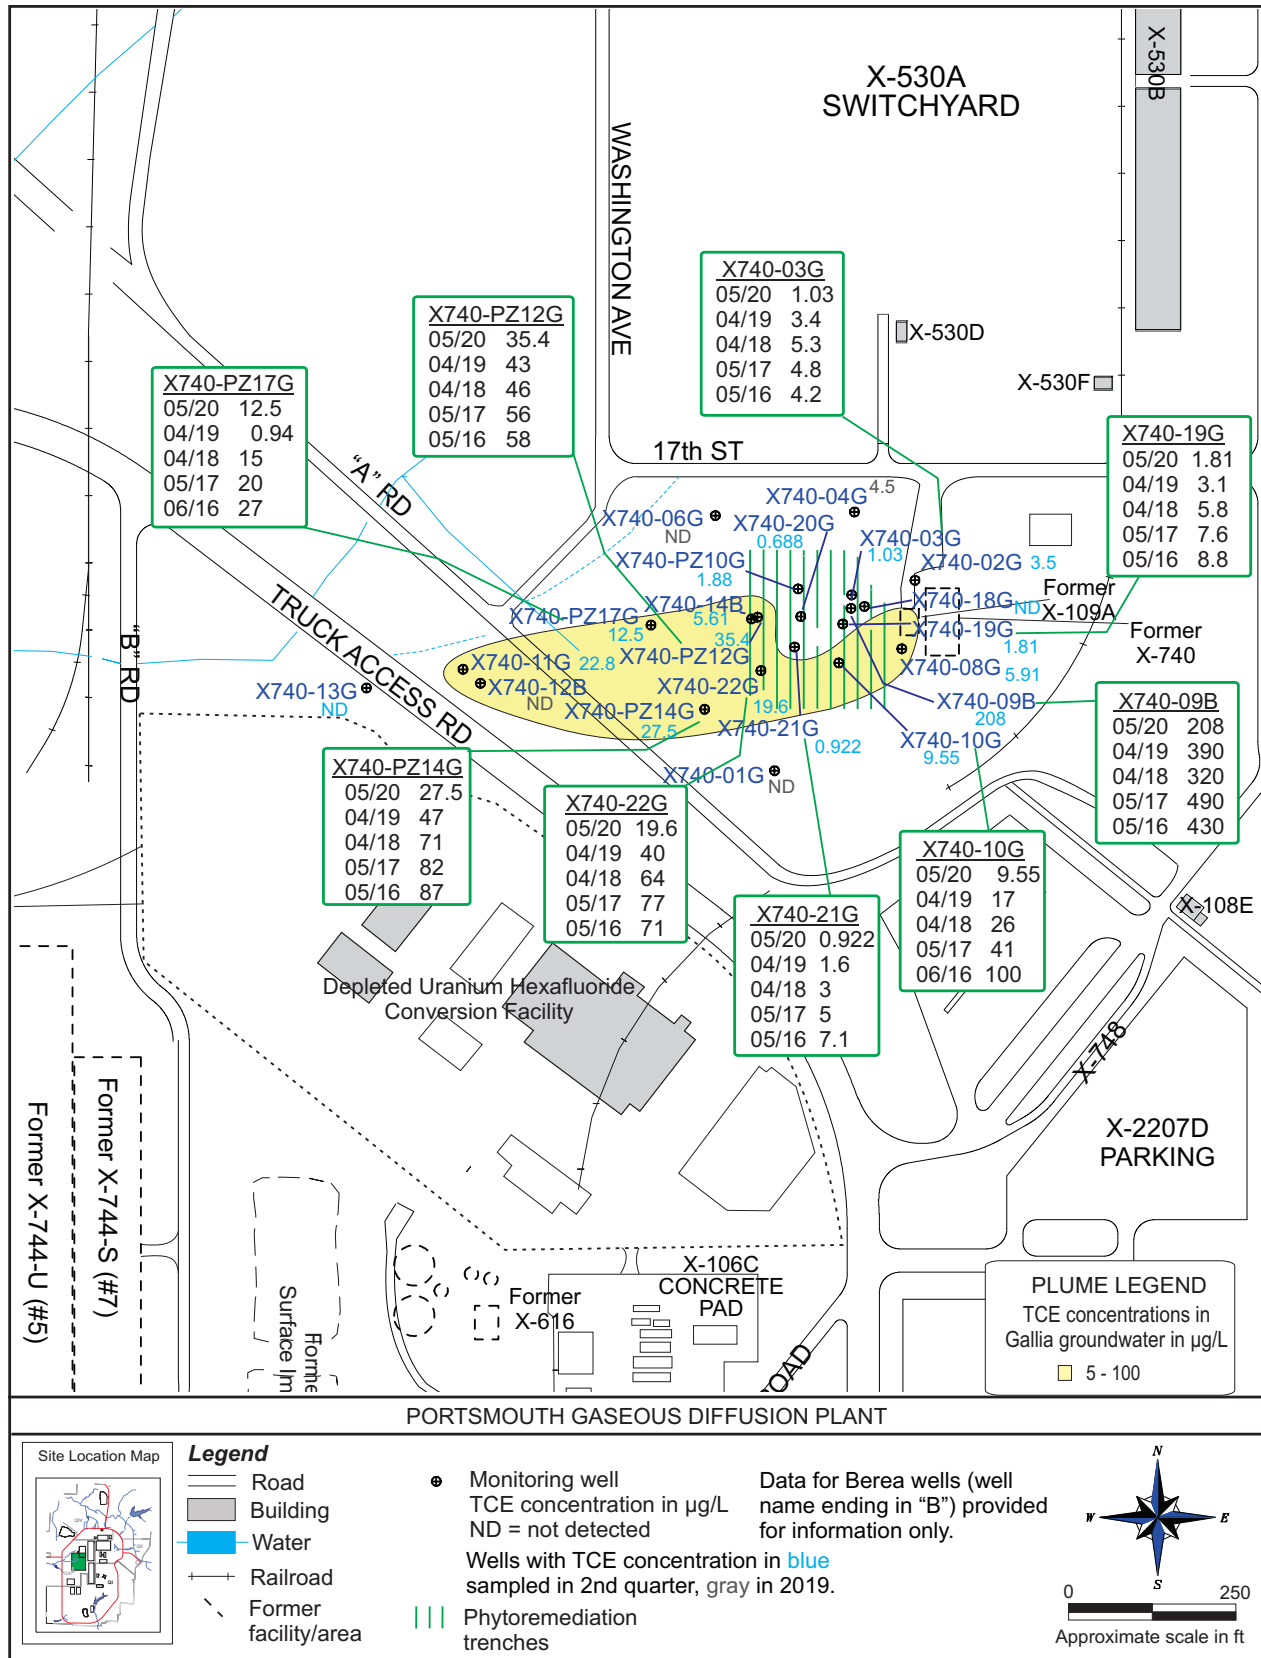 X-530A
SWITCHYARD
X-530B
WASHINGTON AVE
X740-03G
05/20 1.03
04/19 3.4
04/18 5.3
05/17 4.8
05/16 4.2
X-530D
X-530F
X740-PZ12G
05/20 35.4
04/19 43
04/18 46
05/17 56
05/16 58
X740-PZ17G
05/20 12.5
04/19 0.94
04/18 15
05/17 20
06/16 27
X740-19G
05/20 1.81
04/19 3.1
04/18 5.8
05/17 7.6
05/16 8.8
17th ST
"A" RD
"B" RD
TRUCK ACCESS RD
X740-04G
4.5
X740-06G
ND
X740-20G
0.688
X740-03G
1.03
X740-PZ10G
1.88
X740-02G
3.5
Former
X-109A
X740-18G
ND
X740-14B
5.61
X740-PZ17G
12.5
35.4
X740-19G
1.81
Former
X-740
X740-PZ12G
X740-11G
22.8
X740-08G
5.91
X740-12B
ND
X740-13G
ND
X740-22G
19.6
X740-09B
208
X740-PZ14G
27.5
X740-21G
0.922
X740-10G
9.55
X740-01G
ND
X740-09B
05/20 208
04/19 390
04/18 320
05/17 490
05/16 430
X740-PZ14G
05/20 27.5
04/19 47
04/18 71
05/17 82
05/16 87
X740-22G
05/20 19.6
04/19 40
04/18 64
05/17 77
05/16 71
X740-10G
05/20 9.55
04/19 17
04/18 26
05/17 41
06/16 100
X740-21G
05/20 0.922
04/19 1.6
04/18 3
05/17 5
05/16 7.1
X-108E
Depleted Uranium Hexafluoride
Conversion Facility
X-748
X-2207D
PARKING
Former X-744-U (#5)
Former X-744-S (#7)
Forme
Surface Im
Former
X-616
X-106C
CONCRETE
PAD
OAD
PLUME LEGEND
TCE concentrations in
Gallia groundwater in µg/L
5 - 100
PORTSMOUTH GASEOUS DIFFUSION PLANT
Site Location Map
Legend
Road
Building
Water
Railroad
Former
facility/area
Monitoring well
TCE concentration in µg/L
ND = not detected
Wells with TCE concentration in blue
sampled in 2nd quarter, gray in 2019.
Phytoremediation
trenches
Data for Berea wells (well
name ending in “B”) provided
for information only.
N
W
E
S
0 250
Approximate scale in ft